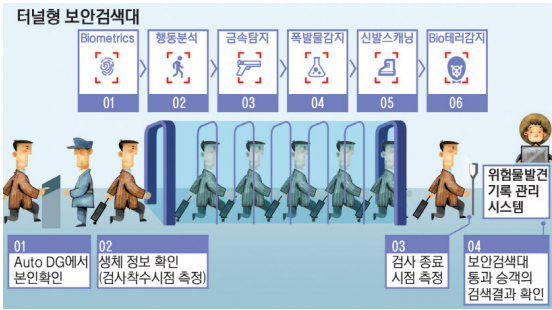 터널형 보안검색대
Biometrics
01
행동분석
02
금속탐지
03
폭발물감지
04
신발스캐닝
05
Bio테러감지
06
위험물발견
기록 관리
시스템
01
Auto DG에서
본인확인
02
생체 정보 확인
(검사착수시점 측정)
03
검사 종료
시점 측정
04
보안검색대
통과 승객의
검색결과 확인